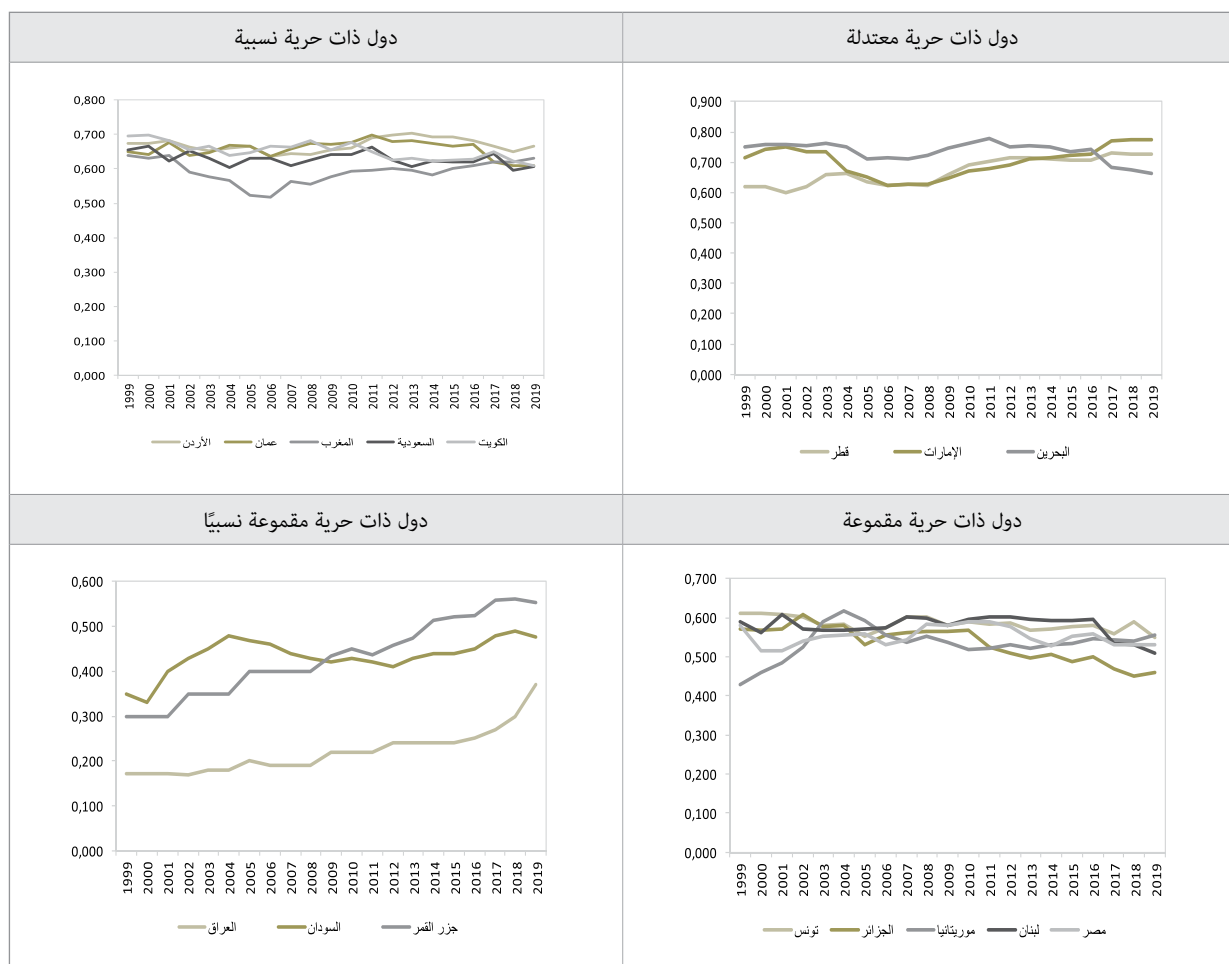 دول ذات حرية معتدلة
0,900
0,800
0,700
0,600
0,500
0,400
0,300
0,200
0,100
0,000
1999 2000 2001 2002 2003 2004 2005 2006 2007 2008 2009 2010 2011 2012 2013 2014 2015 2016 2017 2018 2019
قطر الإمارات البحرين
دول ذات حرية نسبية
0,800
0,700
0,600
0,500
0,400
0,300
0,200
0,100
0,000
1999 2000 2001 2002 2003 2004 2005 2006 2007 2008 2009 2010 2011 2012 2013 2014 2015 2016 2017 2018 2019
الأردن عمان المغرب السعودية الكويت
دول ذات حرية مقموعة
0,700
0,600
0,500
0,400
0,300
0,200
0,100
0,000
1999 2000 2001 2002 2003 2004 2005 2006 2007 2008 2009 2010 2011 2012 2013 2014 2015 2016 2017 2018 2019
تونس الجزائر موريتانيا لبنان مصر
دول ذات حرية مقموعة نسبيًا
0,600
0,500
0,400
0,300
0,200
0,100
0,000
1999 2000 2001 2002 2003 2004 2005 2006 2007 2008 2009 2010 2011 2012 2013 2014 2015 2016 2017 2018 2019
العراق السودان جزر القمر